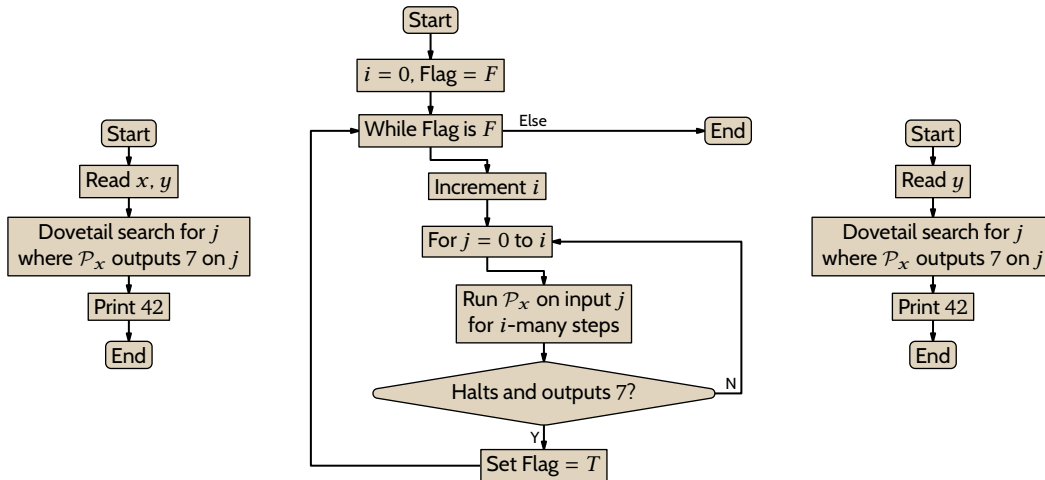 Start
Read x, y
Dovetail search for j
where 𝒫ₓ outputs 7 on j
Print 42
End
Start
i = 0, Flag = F
While Flag is F
Else
End
Increment i
For j = 0 to i
Run 𝒫ₓ on input j
for i-many steps
Halts and outputs 7?
N
Y
Set Flag = T
Start
Read y
Dovetail search for j
where 𝒫ₓ outputs 7 on j
Print 42
End